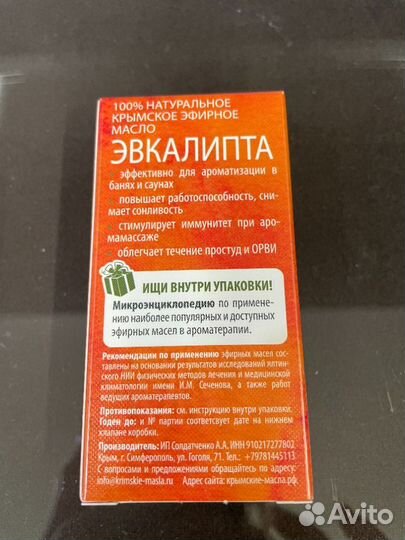 100% НАТУРАЛЬНОЕ
КРЫМСКОЕ ЭФИРНОЕ
МАСЛО
ЭВКАЛИПТА
эффективно для ароматизации в
банях и саунах
повышает работоспособность, сни-
мает сонливость
стимулирует иммунитет при аро-
мамассаже
облегчает течение простуд и ОРВИ
ИЩИ ВНУТРИ УПАКОВКИ!
Микроэнциклопедию по примене-
нию наиболее популярных и доступных
эфирных масел в ароматерапии.
Рекомендации по применению эфирных масел сос-
тавлены на основании результатов исследований ялтин-
ского НИИ физических методов лечения и медицинской
климатологии имени И.М. Сеченова, а также работ
ведущих ароматерапевтов.
Противопоказания: см. инструкцию внутри упаковки.
Годен до: и № партии соответствует дате на нижнем
клапане коробки.
Производитель: ИП Солдатченко А.А, ИНН 910217277802
Крым, г. Симферополь, ул. Гоголя, 71. Тел.: +79781445113
С вопросами и предложениями обращайтесь по адресу:
info@krimskie-masla.ru Адрес сайта: крымские-масла.рф.
Avito